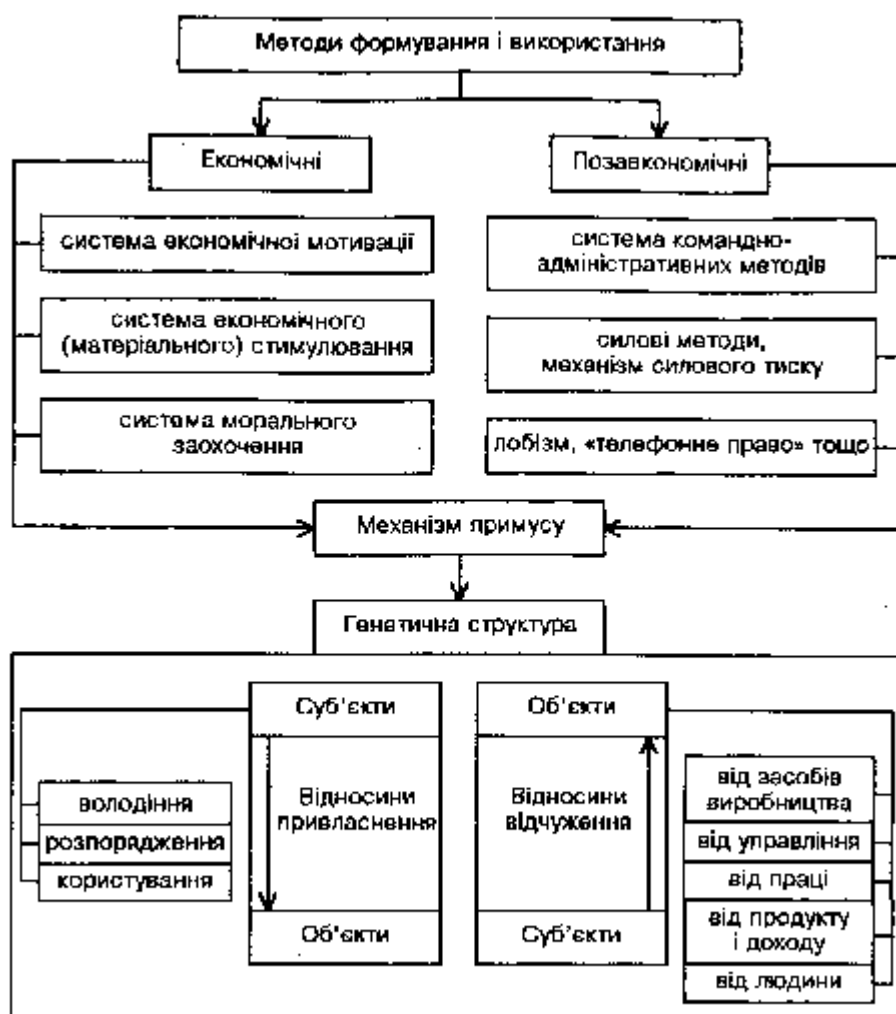 Методи формування і використання
Економічні
Позаекономічні
система економічної мотивації
система економічного
(матеріального) стимулювання
система морального
заохочення
система командно-
адміністративних методів
силові методи,
механізм силового тиску
лобізм, «телефонне право» тощо
Механізм примусу
Генетична структура
Суб'єкти
Відносини
привласнення
Об'єкти
володіння
розпорядження
користування
Об'єкти
Відносини
відчуження
Суб'єкти
від засобів
виробництва
від управління
від праці
від продукту
і доходу
від людини